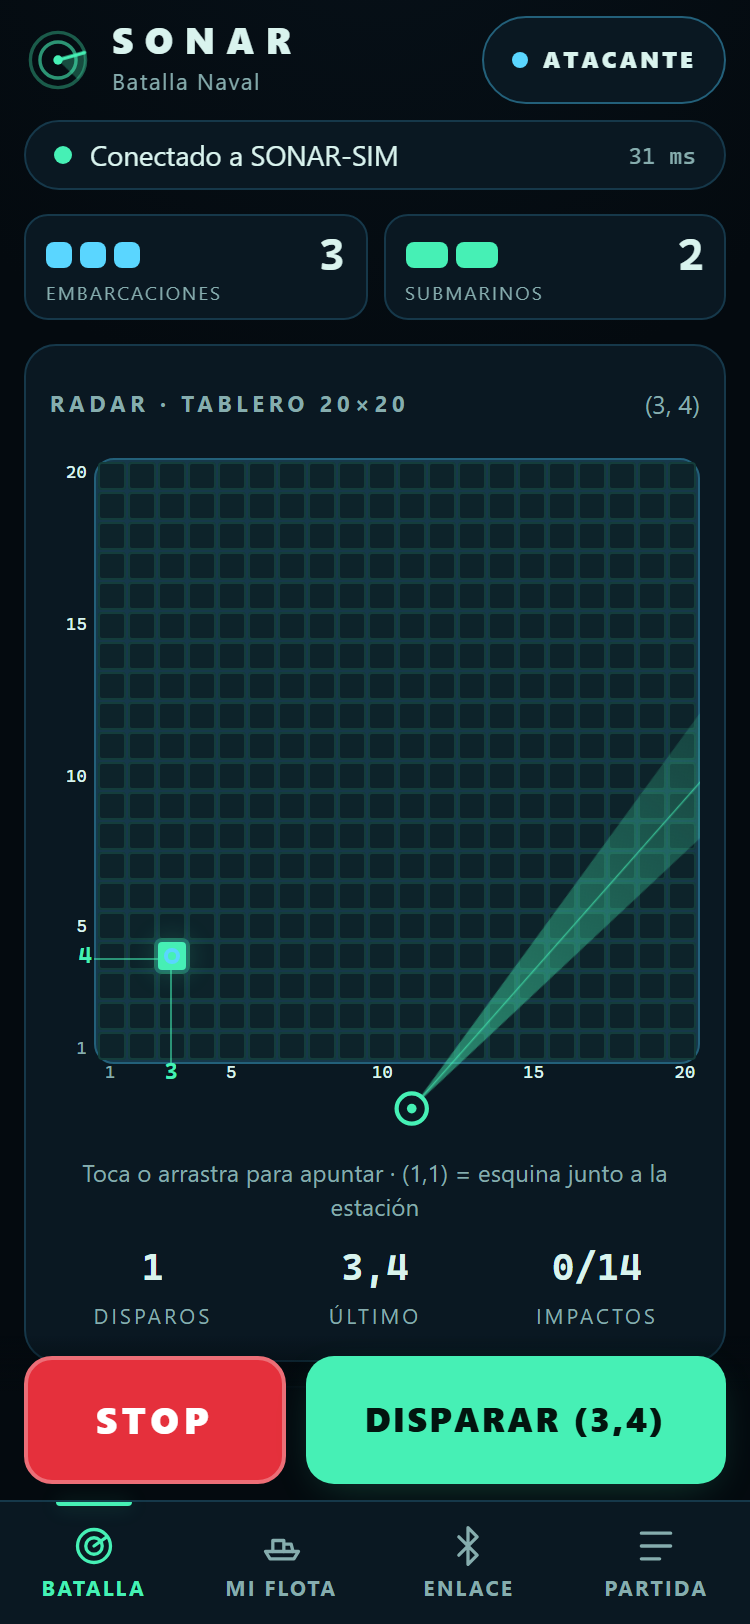 SONAR
Batalla Naval
ATACANTE
Conectado a SONAR-SIM
31 ms
3
EMBARCACIONES
2
SUBMARINOS
RADAR · TABLERO 20×20
(3, 4)
20
15
10
5
4
1
1
3
5
10
15
20
Toca o arrastra para apuntar · (1,1) = esquina junto a la
estación
1
3,4
0/14
DISPAROS
ÚLTIMO
IMPACTOS
STOP
DISPARAR (3,4)
BATALLA
MI FLOTA
ENLACE
PARTIDA